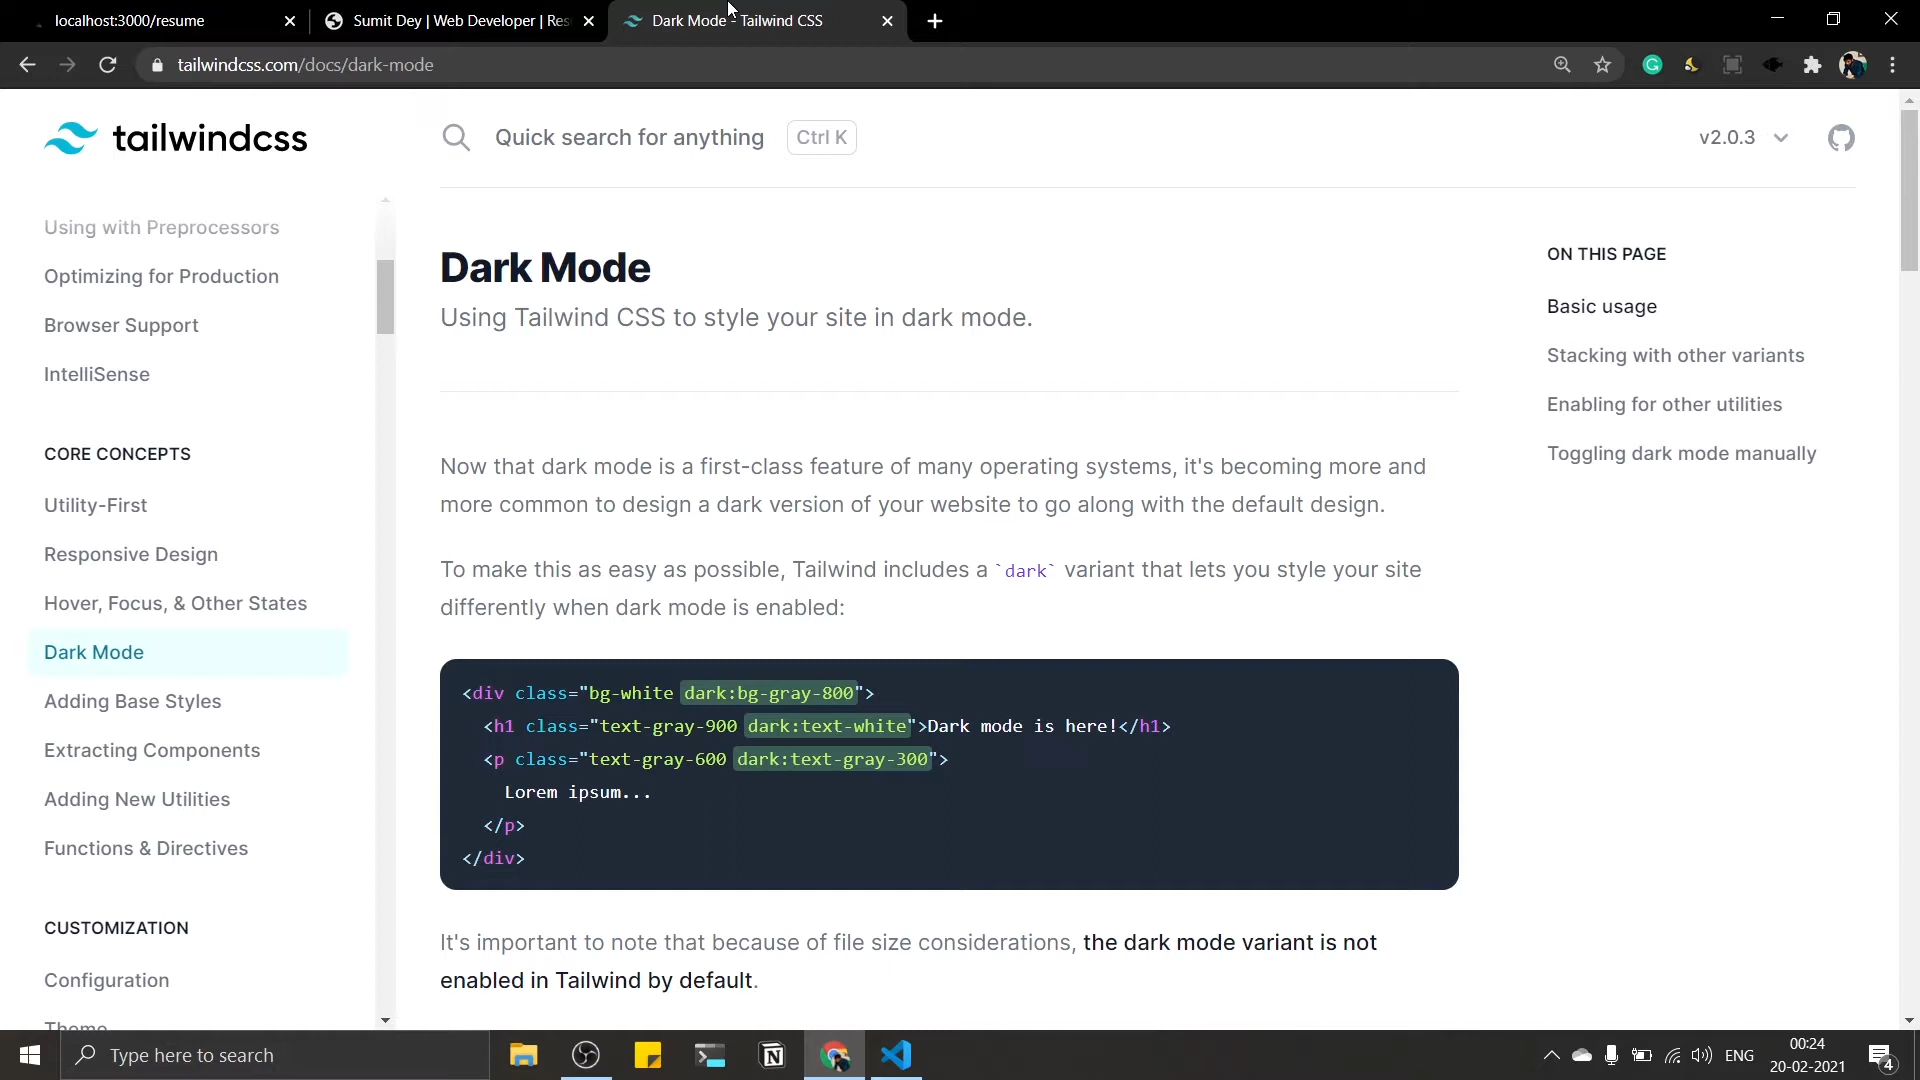 localhost:3000/resume
Sumit Dey | Web Developer | Res
Dark Mode - Tailwind CSS
tailwindcss.com/docs/dark-mode
tailwindcss
Quick search for anything
Ctrl K
v2.0.3
Using with Preprocessors
Optimizing for Production
Browser Support
IntelliSense
CORE CONCEPTS
Utility-First
Responsive Design
Hover, Focus, & Other States
Dark Mode
Adding Base Styles
Extracting Components
Adding New Utilities
Functions & Directives
CUSTOMIZATION
Configuration
Theme
Dark Mode
Using Tailwind CSS to style your site in dark mode.
Now that dark mode is a first-class feature of many operating systems, it's becoming more and
more common to design a dark version of your website to go along with the default design.
To make this as easy as possible, Tailwind includes a `dark` variant that lets you style your site
differently when dark mode is enabled:
<div class="bg-white dark:bg-gray-800">
<h1 class="text-gray-900 dark:text-white">Dark mode is here!</h1>
<p class="text-gray-600 dark:text-gray-300">
Lorem ipsum...
</p>
</div>
It's important to note that because of file size considerations, the dark mode variant is not
enabled in Tailwind by default.
ON THIS PAGE
Basic usage
Stacking with other variants
Enabling for other utilities
Toggling dark mode manually
Type here to search
ENG
00:24
20-02-2021
4